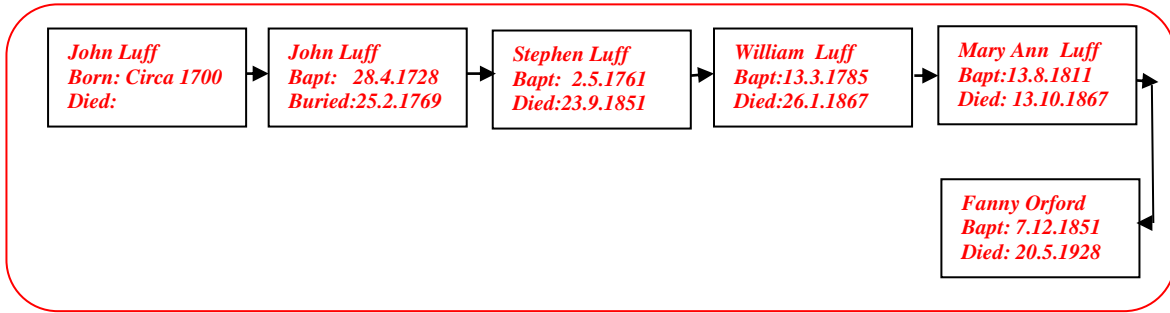 John Luff
Born: Circa 1700
Died:
John Luff
Bapt: 28.4.1728
Buried:25.2.1769
Stephen Luff
Bapt: 2.5.1761
Died:23.9.1851
William Luff
Bapt:13.3.1785
Died:26.1.1867
Mary Ann Luff
Bapt:13.8.1811
Died: 13.10.1867
Fanny Orford
Bapt: 7.12.1851
Died: 20.5.1928